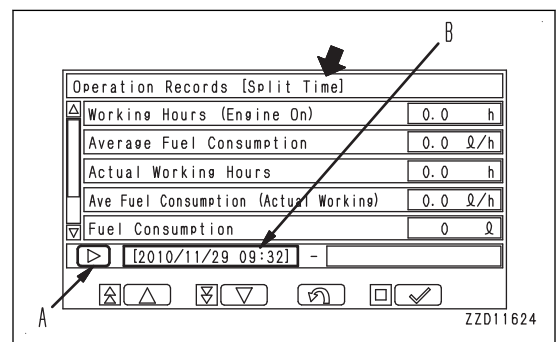 B
Operation Records [Split Time]
Working Hours (Engine On) 0.0 h
Average Fuel Consumption 0.0 ℓ/h
Actual Working Hours 0.0 h
Ave Fuel Consumption (Actual Working) 0.0 ℓ/h
Fuel Consumption 0 ℓ
[2010/11/29 09:32] -
A
ZZD11624